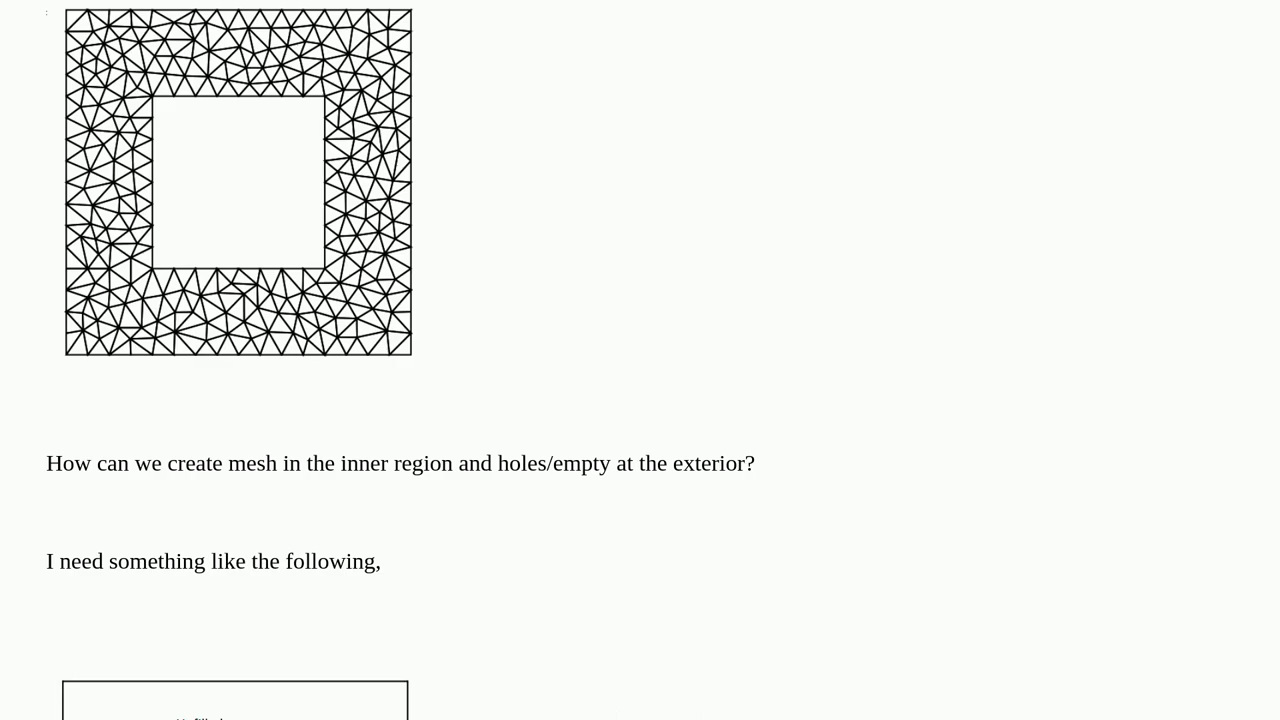 How can we create mesh in the inner region and holes/empty at the exterior?
I need something like the following,